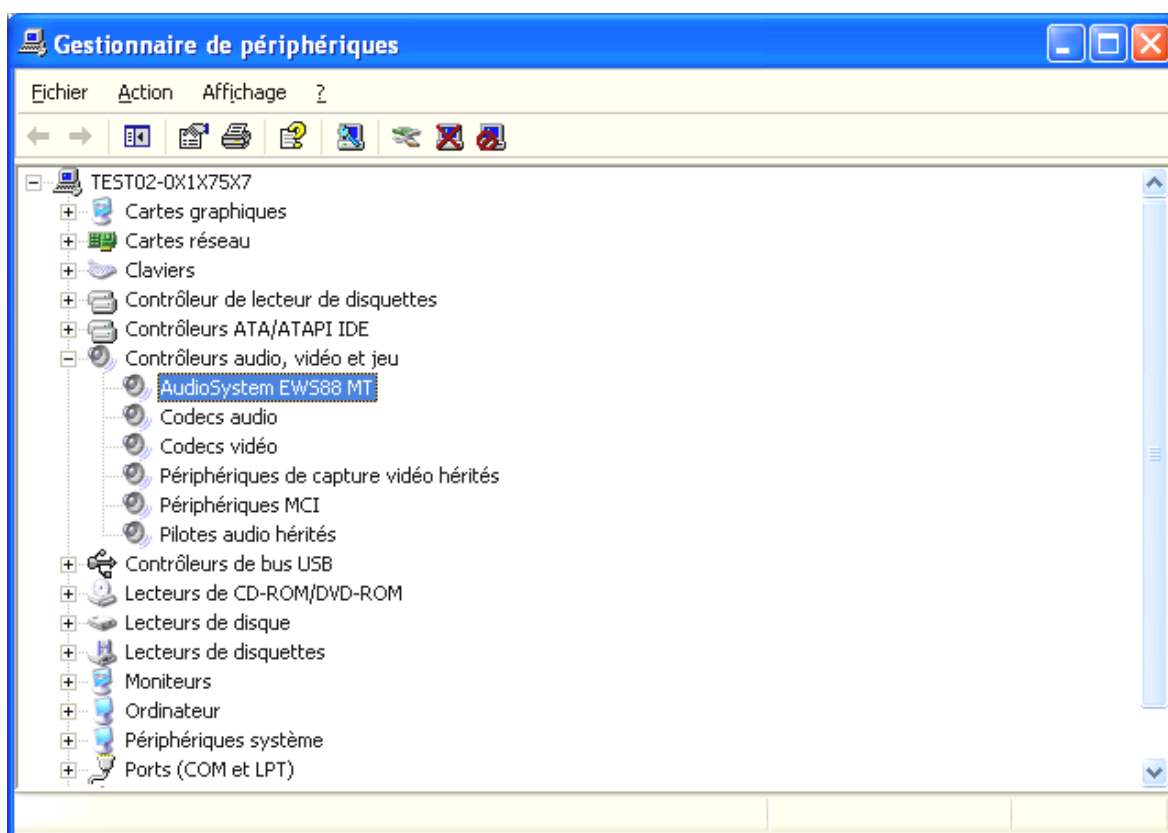 Gestionnaire de périphériques
Fichier Action Affichage ?
TEST02-0X1X75X7
Cartes graphiques
Cartes réseau
Claviers
Contrôleur de lecteur de disquettes
Contrôleurs ATA/ATAPI IDE
Contrôleurs audio, vidéo et jeu
AudioSystem EWS88 MT
Codecs audio
Codecs vidéo
Périphériques de capture vidéo hérités
Périphériques MCI
Pilotes audio hérités
Contrôleurs de bus USB
Lecteurs de CD-ROM/DVD-ROM
Lecteurs de disque
Lecteurs de disquettes
Moniteurs
Ordinateur
Périphériques système
Ports (COM et LPT)